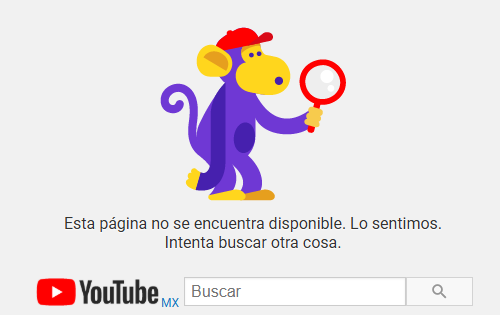 Esta página no se encuentra disponible. Lo sentimos.
Intenta buscar otra cosa.
YouTube MX Buscar